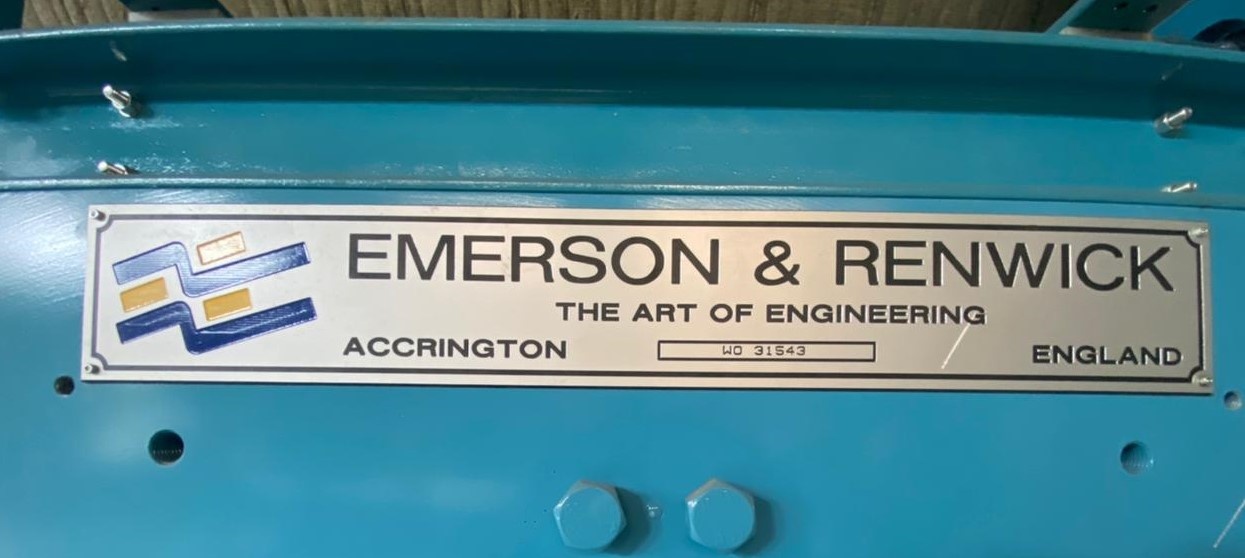 EMERSON & RENWICK
THE ART OF ENGINEERING
ACCRINGTON WO 31543 ENGLAND